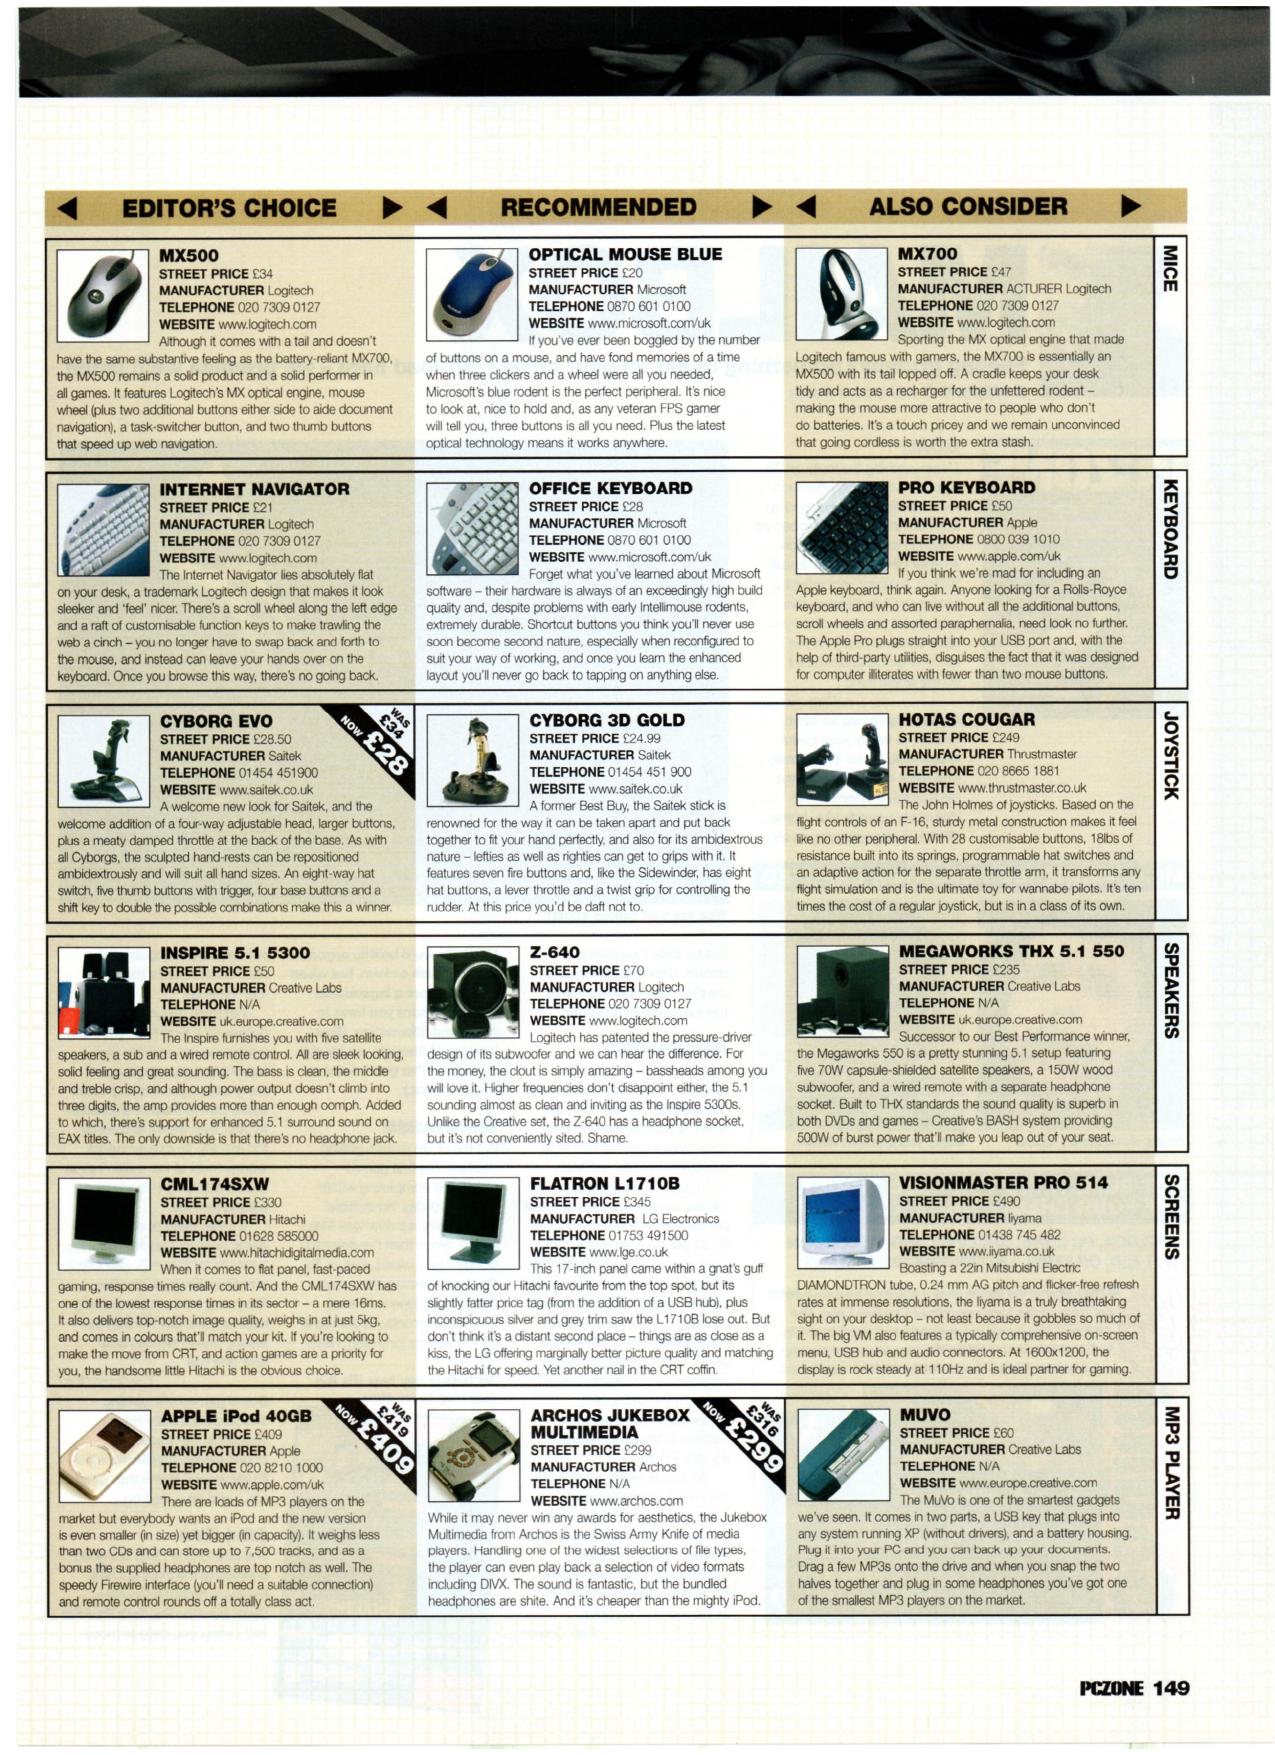 EDITOR'S CHOICE
RECOMMENDED
ALSO CONSIDER
MICE
MX500
STREET PRICE £34
MANUFACTURER Logitech
TELEPHONE 020 7309 0127
WEBSITE www.logitech.com
Although it comes with a tail and doesn't
have the same substantive feeling as the battery-reliant MX700,
the MX500 remains a solid product and a solid performer in
all games. It features Logitech's MX optical engine, mouse
wheel (plus two additional buttons either side to aide document
navigation), a task-switcher button, and two thumb buttons
that speed up web navigation.
OPTICAL MOUSE BLUE
STREET PRICE £20
MANUFACTURER Microsoft
TELEPHONE 0870 601 0100
WEBSITE www.microsoft.com/uk
If you've ever been boggled by the number
of buttons on a mouse, and have fond memories of a time
when three clickers and a wheel were all you needed,
Microsoft's blue rodent is the perfect peripheral. It's nice
to look at, nice to hold and, as any veteran FPS gamer
will tell you, three buttons is all you need. Plus the latest
optical technology means it works anywhere.
MX700
STREET PRICE £47
MANUFACTURER ACTURER Logitech
TELEPHONE 020 7309 0127
WEBSITE www.logitech.com
Sporting the MX optical engine that made
Logitech famous with gamers, the MX700 is essentially an
MX500 with its tail lopped off. A cradle keeps your desk
tidy and acts as a recharger for the unfettered rodent –
making the mouse more attractive to people who don't
do batteries. It's a touch pricey and we remain unconvinced
that going cordless is worth the extra stash.
KEYBOARD
INTERNET NAVIGATOR
STREET PRICE £21
MANUFACTURER Logitech
TELEPHONE 020 7309 0127
WEBSITE www.logitech.com
The Internet Navigator lies absolutely flat
on your desk, a trademark Logitech design that makes it look
sleeker and 'feel' nicer. There's a scroll wheel along the left edge
and a raft of customisable function keys to make trawling the
web a cinch – you no longer have to swap back and forth to
the mouse, and instead can leave your hands over on the
keyboard. Once you browse this way, there's no going back.
OFFICE KEYBOARD
STREET PRICE £28
MANUFACTURER Microsoft
TELEPHONE 0870 601 0100
WEBSITE www.microsoft.com/uk
Forget what you've learned about Microsoft
software – their hardware is always of an exceedingly high build
quality and, despite problems with early Intellimouse rodents,
extremely durable. Shortcut buttons you think you'll never use
soon become second nature, especially when reconfigured to
suit your way of working, and once you learn the enhanced
layout you'll never go back to tapping on anything else.
PRO KEYBOARD
STREET PRICE £50
MANUFACTURER Apple
TELEPHONE 0800 039 1010
WEBSITE www.apple.com/uk
If you think we're mad for including an
Apple keyboard, think again. Anyone looking for a Rolls-Royce
keyboard, and who can live without all the additional buttons,
scroll wheels and assorted paraphernalia, need look no further.
The Apple Pro plugs straight into your USB port and, with the
help of third-party utilities, disguises the fact that it was designed
for computer illiterates with fewer than two mouse buttons.
JOYSTICK
CYBORG EVO
STREET PRICE £28.50
MANUFACTURER Saitek
TELEPHONE 01454 451900
WEBSITE www.saitek.co.uk
WAS £34
NOW £28
A welcome new look for Saitek, and the
welcome addition of a four-way adjustable head, larger buttons,
plus a meaty damped throttle at the back of the base. As with
all Cyborgs, the sculpted hand-rests can be repositioned
ambidextrously and will suit all hand sizes. An eight-way hat
switch, five thumb buttons with trigger, four base buttons and a
shift key to double the possible combinations make this a winner.
CYBORG 3D GOLD
STREET PRICE £24.99
MANUFACTURER Saitek
TELEPHONE 01454 451 900
WEBSITE www.saitek.co.uk
A former Best Buy, the Saitek stick is
renowned for the way it can be taken apart and put back
together to fit your hand perfectly, and also for its ambidextrous
nature – lefties as well as righties can get to grips with it. It
features seven fire buttons and, like the Sidewinder, has eight
hat buttons, a lever throttle and a twist grip for controlling the
rudder. At this price you'd be daft not to.
HOTAS COUGAR
STREET PRICE £249
MANUFACTURER Thrustmaster
TELEPHONE 020 8665 1881
WEBSITE www.thrustmaster.co.uk
The John Holmes of joysticks. Based on the
flight controls of an F-16, sturdy metal construction makes it feel
like no other peripheral. With 28 customisable buttons, 18lbs of
resistance built into its springs, programmable hat switches and
an adaptive action for the separate throttle arm, it transforms any
flight simulation and is the ultimate toy for wannabe pilots. It's ten
times the cost of a regular joystick, but is in a class of its own.
SPEAKERS
INSPIRE 5.1 5300
STREET PRICE £50
MANUFACTURER Creative Labs
TELEPHONE N/A
WEBSITE uk.europe.creative.com
The Inspire furnishes you with five satellite
speakers, a sub and a wired remote control. All are sleek looking,
solid feeling and great sounding. The bass is clean, the middle
and treble crisp, and although power output doesn't climb into
three digits, the amp provides more than enough oomph. Added
to which, there's support for enhanced 5.1 surround sound on
EAX titles. The only downside is that there's no headphone jack.
Z-640
STREET PRICE £70
MANUFACTURER Logitech
TELEPHONE 020 7309 0127
WEBSITE www.logitech.com
Logitech has patented the pressure-driver
design of its subwoofer and we can hear the difference. For
the money, the clout is simply amazing – bassheads among you
will love it. Higher frequencies don't disappoint either, the 5.1
sounding almost as clean and inviting as the Inspire 5300s.
Unlike the Creative set, the Z-640 has a headphone socket,
but it's not conveniently sited. Shame.
MEGAWORKS THX 5.1 550
STREET PRICE £235
MANUFACTURER Creative Labs
TELEPHONE N/A
WEBSITE uk.europe.creative.com
Successor to our Best Performance winner,
the Megaworks 550 is a pretty stunning 5.1 setup featuring
five 70W capsule-shielded satellite speakers, a 150W wood
subwoofer, and a wired remote with a separate headphone
socket. Built to THX standards the sound quality is superb in
both DVDs and games – Creative's BASH system providing
500W of burst power that'll make you leap out of your seat.
SCREENS
CML174SXW
STREET PRICE £330
MANUFACTURER Hitachi
TELEPHONE 01628 585000
WEBSITE www.hitachidigitalmedia.com
When it comes to flat panel, fast-paced
gaming, response times really count. And the CML174SXW has
one of the lowest response times in its sector – a mere 16ms.
It also delivers top-notch image quality, weighs in at just 5kg,
and comes in colours that'll match your kit. If you're looking to
make the move from CRT, and action games are a priority for
you, the handsome little Hitachi is the obvious choice.
FLATRON L1710B
STREET PRICE £345
MANUFACTURER LG Electronics
TELEPHONE 01753 491500
WEBSITE www.lge.co.uk
This 17-inch panel came within a gnat's guff
of knocking our Hitachi favourite from the top spot, but its
slightly fatter price tag (from the addition of a USB hub), plus
inconspicuous silver and grey trim saw the L1710B lose out. But
don't think it's a distant second place – things are as close as a
kiss, the LG offering marginally better picture quality and matching
the Hitachi for speed. Yet another nail in the CRT coffin.
VISIONMASTER PRO 514
STREET PRICE £490
MANUFACTURER Iiyama
TELEPHONE 01438 745 482
WEBSITE www.iiyama.co.uk
Boasting a 22in Mitsubishi Electric
DIAMONDTRON tube, 0.24 mm AG pitch and flicker-free refresh
rates at immense resolutions, the Iiyama is a truly breathtaking
sight on your desktop – not least because it gobbles so much of
it. The big VM also features a typically comprehensive on-screen
menu, USB hub and audio connectors. At 1600x1200, the
display is rock steady at 110Hz and is ideal partner for gaming.
MP3 PLAYER
APPLE iPod 40GB
STREET PRICE £409
MANUFACTURER Apple
TELEPHONE 020 8210 1000
WEBSITE www.apple.com/uk
WAS £419
NOW £409
There are loads of MP3 players on the
market but everybody wants an iPod and the new version
is even smaller (in size) yet bigger (in capacity). It weighs less
than two CDs and can store up to 7,500 tracks, and as a
bonus the supplied headphones are top notch as well. The
speedy Firewire interface (you'll need a suitable connection)
and remote control rounds off a totally class act.
ARCHOS JUKEBOX
MULTIMEDIA
STREET PRICE £299
MANUFACTURER Archos
TELEPHONE N/A
WEBSITE www.archos.com
WAS £316
NOW £299
While it may never win any awards for aesthetics, the Jukebox
Multimedia from Archos is the Swiss Army Knife of media
players. Handling one of the widest selections of file types,
the player can even play back a selection of video formats
including DIVX. The sound is fantastic, but the bundled
headphones are shite. And it's cheaper than the mighty iPod.
MUVO
STREET PRICE £60
MANUFACTURER Creative Labs
TELEPHONE N/A
WEBSITE www.europe.creative.com
The MuVo is one of the smartest gadgets
we've seen. It comes in two parts, a USB key that plugs into
any system running XP (without drivers), and a battery housing.
Plug it into your PC and you can back up your documents.
Drag a few MP3s onto the drive and when you snap the two
halves together and plug in some headphones you've got one
of the smallest MP3 players on the market.
PCZONE 149